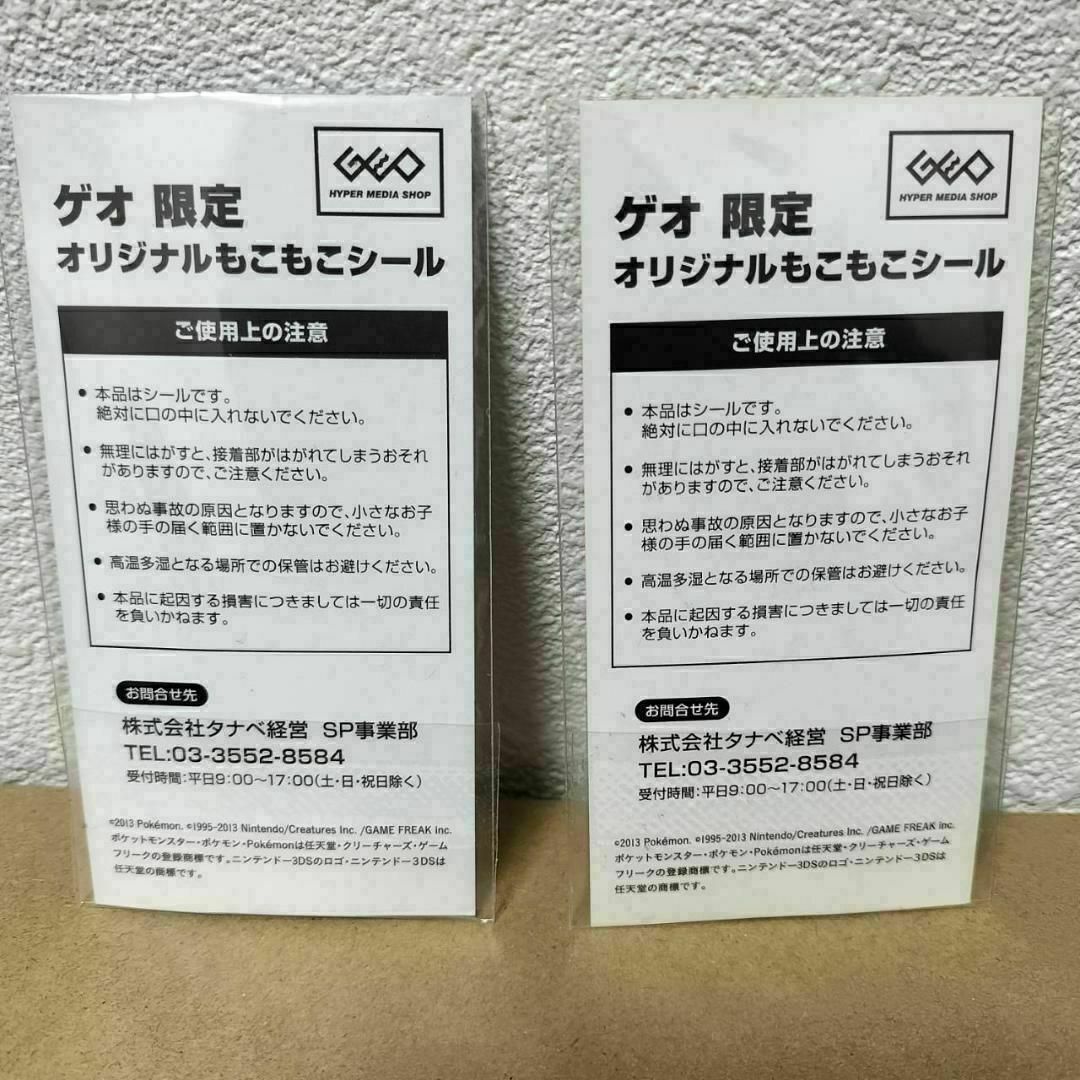 GEO
HYPER MEDIA SHOP
ゲオ 限定
オリジナルもこもこシール
ご使用上の注意
● 本品はシールです。
絶対に口の中に入れないでください。
● 無理にはがすと、接着部がはがれてしまうおそれ
がありますので、ご注意ください。
● 思わぬ事故の原因となりますので、小さなお子
様の手の届く範囲に置かないでください。
● 高温多湿となる場所での保管はお避けください。
● 本品に起因する損害につきましては一切の責任
を負いかねます。
お問合せ先
株式会社タナベ経営 SP事業部
TEL:03-3552-8584
受付時間:平日9:00〜17:00(土・日・祝日除く)
©2013 Pokémon. ©1995-2013 Nintendo/Creatures Inc. /GAME FREAK inc.
ポケットモンスター・ポケモン・Pokémonは任天堂・クリーチャーズ・ゲーム
フリークの登録商標です。ニンテンドー3DSのロゴ・ニンテンドー3DSは
任天堂の商標です。
GEO
HYPER MEDIA SHOP
ゲオ 限定
オリジナルもこもこシール
ご使用上の注意
● 本品はシールです。
絶対に口の中に入れないでください。
● 無理にはがすと、接着部がはがれてしまうおそれ
がありますので、ご注意ください。
● 思わぬ事故の原因となりますので、小さなお子
様の手の届く範囲に置かないでください。
● 高温多湿となる場所での保管はお避けください。
● 本品に起因する損害につきましては一切の責任
を負いかねます。
お問合せ先
株式会社タナベ経営 SP事業部
TEL:03-3552-8584
受付時間:平日9:00〜17:00(土・日・祝日除く)
©2013 Pokémon. ©1995-2013 Nintendo/Creatures Inc. /GAME FREAK inc.
ポケットモンスター・ポケモン・Pokémonは任天堂・クリーチャーズ・ゲーム
フリークの登録商標です。ニンテンドー3DSのロゴ・ニンテンドー3DSは
任天堂の商標です。